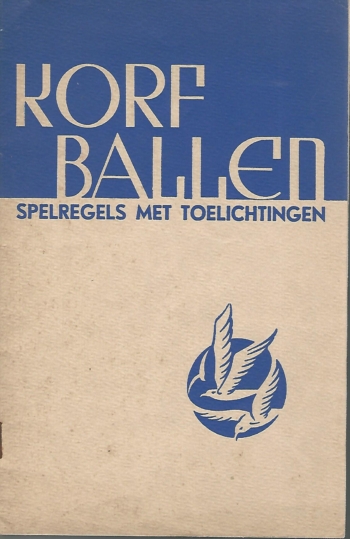 KORF
BALLEN
SPELREGELS MET TOELICHTINGEN